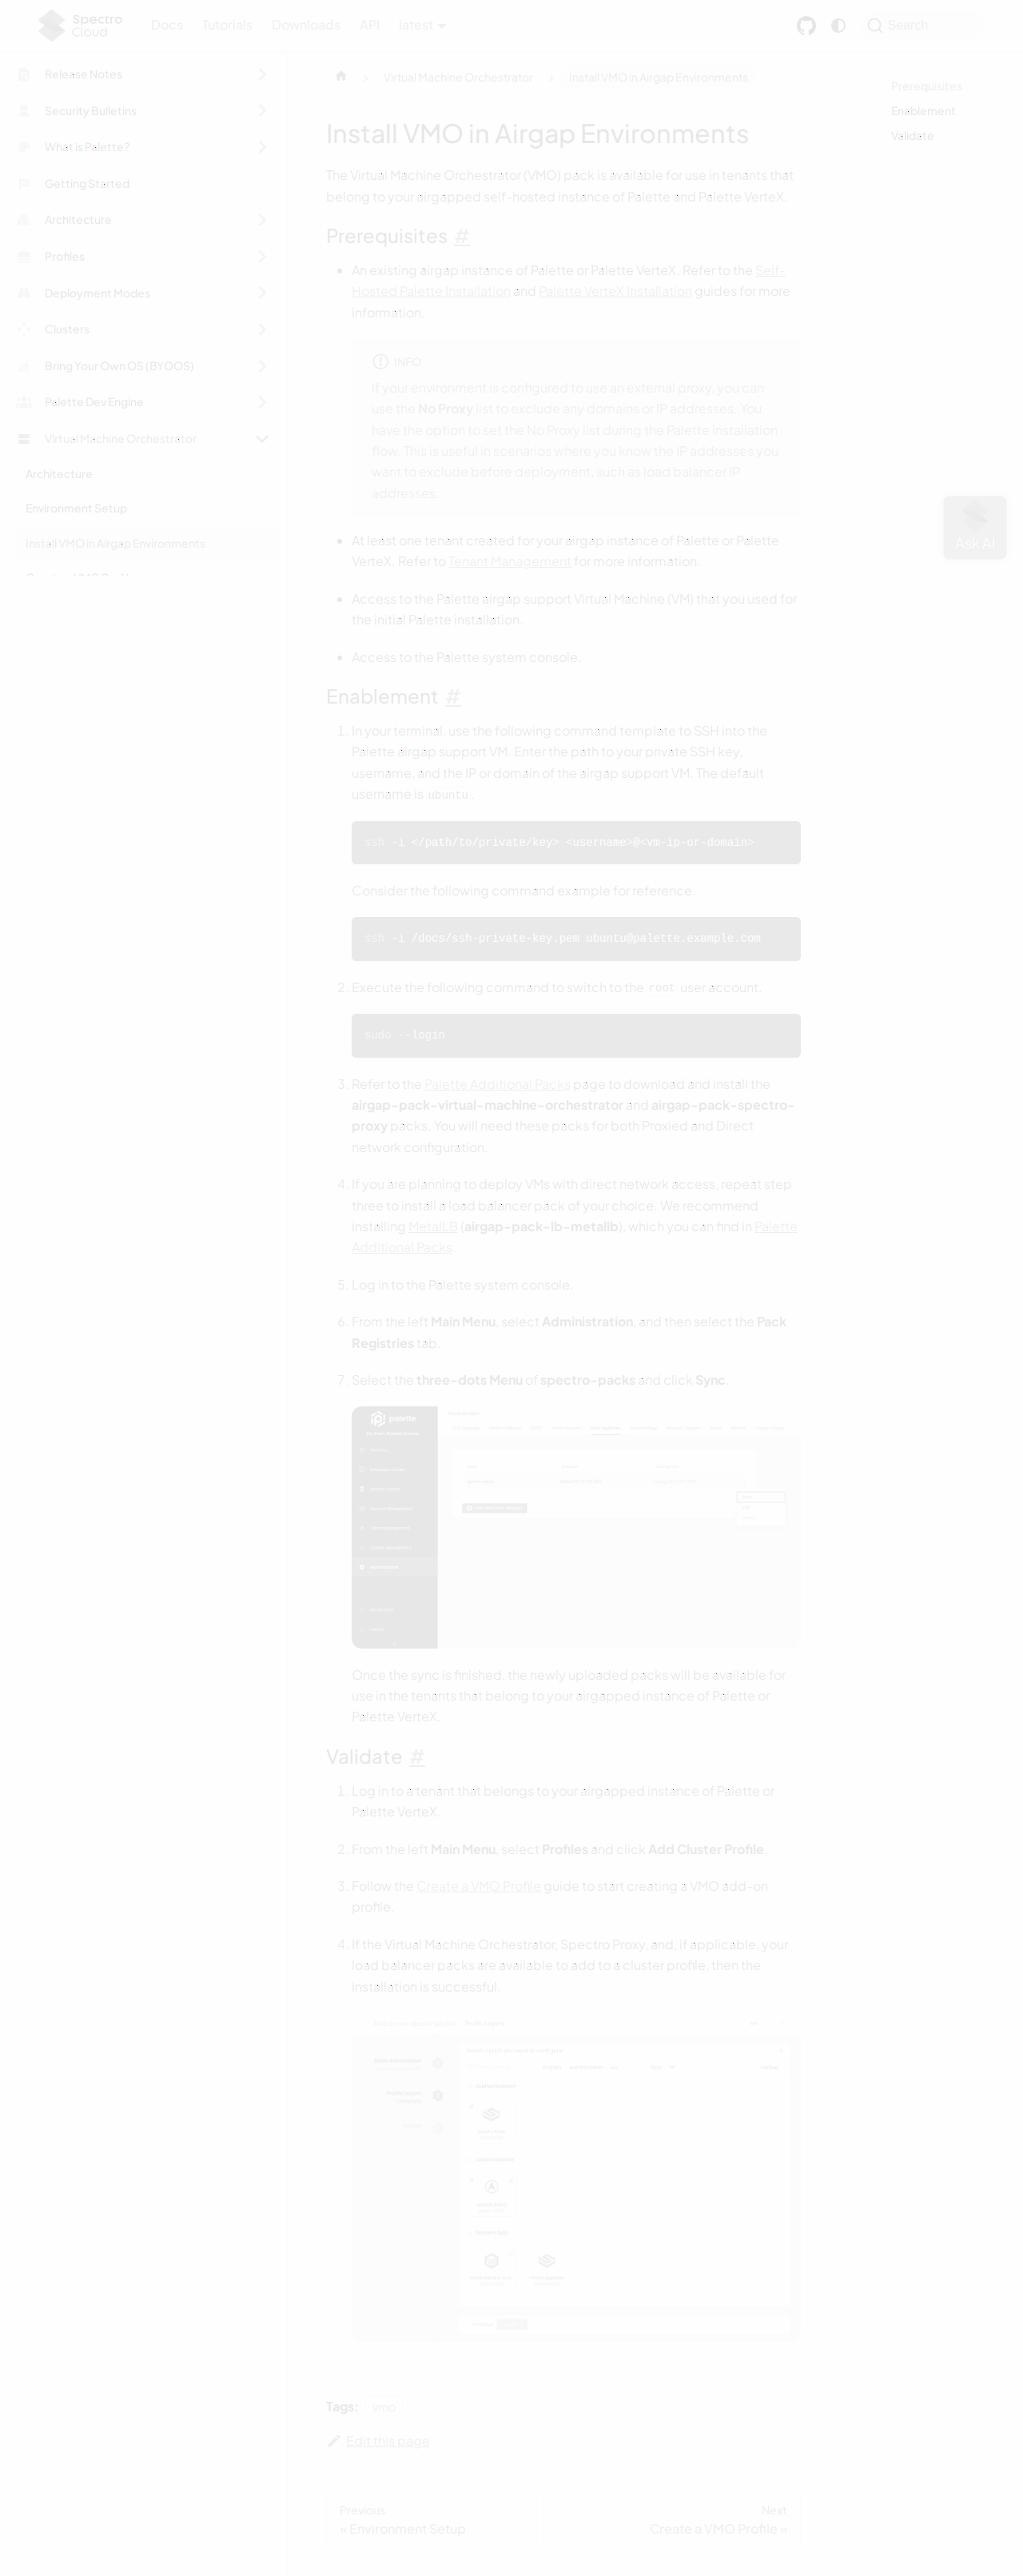 Spectro Cloud
Docs
Tutorials
Downloads
API
latest
Search
Release Notes
Security Bulletins
What is Palette?
Getting Started
Architecture
Profiles
Deployment Modes
Clusters
Bring Your Own OS (BYOOS)
Palette Dev Engine
Virtual Machine Orchestrator
Architecture
Environment Setup
Install VMO in Airgap Environments
Virtual Machine Orchestrator
Install VMO in Airgap Environments
Prerequisites
Enablement
Validate
Install VMO in Airgap Environments
The Virtual Machine Orchestrator (VMO) pack is available for use in tenants that
belong to your airgapped self-hosted instance of Palette and Palette VerteX.
Prerequisites #
An existing airgap instance of Palette or Palette VerteX. Refer to the Self-
Hosted Palette Installation and Palette VerteX Installation guides for more
information.
INFO
If your environment is configured to use an external proxy, you can
use the No Proxy list to exclude any domains or IP addresses. You
have the option to set the No Proxy list during the Palette installation
flow. This is useful in scenarios where you know the IP addresses you
want to exclude before deployment, such as load balancer IP
addresses.
Ask AI
At least one tenant created for your airgap instance of Palette or Palette
VerteX. Refer to Tenant Management for more information.
Access to the Palette airgap support Virtual Machine (VM) that you used for
the initial Palette installation.
Access to the Palette system console.
Enablement #
1. In your terminal, use the following command template to SSH into the
Palette airgap support VM. Enter the path to your private SSH key,
username, and the IP or domain of the airgap support VM. The default
username is ubuntu.
ssh -i </path/to/private/key> <username>@<vm-ip-or-domain>
Consider the following command example for reference.
ssh -i /docs/ssh-private-key.pem ubuntu@palette.example.com
2. Execute the following command to switch to the root user account.
sudo --login
3. Refer to the Palette Additional Packs page to download and install the
airgap-pack-virtual-machine-orchestrator and airgap-pack-spectro-
proxy packs. You will need these packs for both Proxied and Direct
network configuration.
4. If you are planning to deploy VMs with direct network access, repeat step
three to install a load balancer pack of your choice. We recommend
installing MetalLB (airgap-pack-lb-metallb), which you can find in Palette
Additional Packs.
5. Log in to the Palette system console.
6. From the left Main Menu, select Administration, and then select the Pack
Registries tab.
7. Select the three-dots Menu of spectro-packs and click Sync.
palette
Once the sync is finished, the newly uploaded packs will be available for
use in the tenants that belong to your airgapped instance of Palette or
Palette VerteX.
Validate #
1. Log in to a tenant that belongs to your airgapped instance of Palette or
Palette VerteX.
2. From the left Main Menu, select Profiles and click Add Cluster Profile.
3. Follow the Create a VMO Profile guide to start creating a VMO add-on
profile.
4. If the Virtual Machine Orchestrator, Spectro Proxy, and, if applicable, your
load balancer packs are available to add to a cluster profile, then the
installation is successful.
Tags:
vmo
Edit this page
Previous
« Environment Setup
Next
Create a VMO Profile »